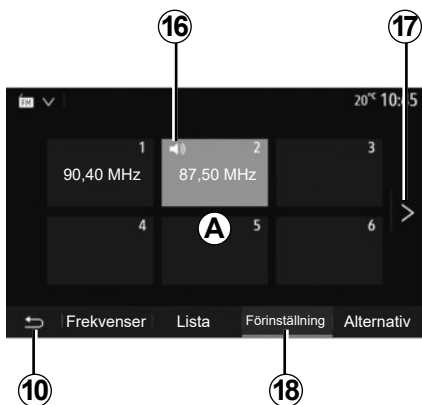 16 17
FM 20°C 10:45
1 2 3
90,40 MHz 87,50 MHz
4 A 5 6
Frekvenser Lista Förinställning Alternativ
10 18